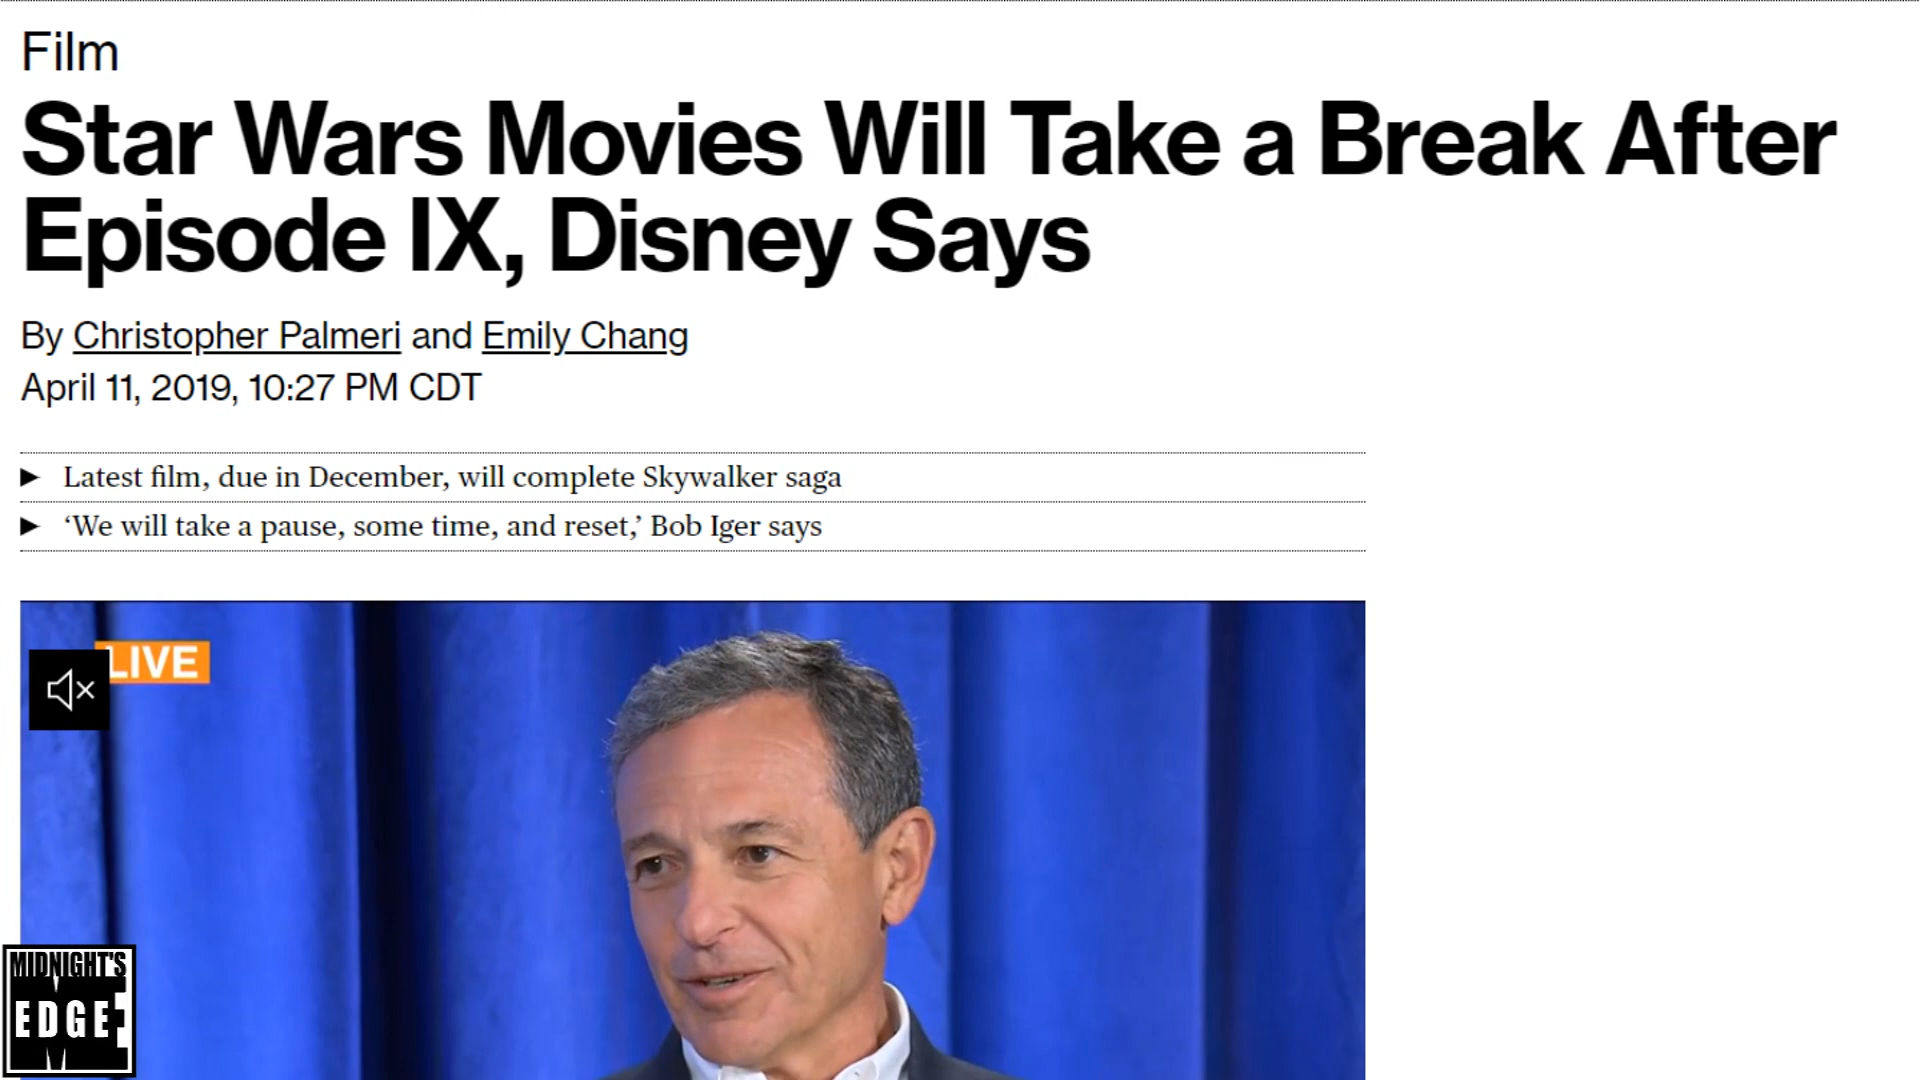 Film
Star Wars Movies Will Take a Break After
Episode IX, Disney Says
By Christopher Palmeri and Emily Chang
April 11, 2019, 10:27 PM CDT
▶ Latest film, due in December, will complete Skywalker saga
▶ ‘We will take a pause, some time, and reset,’ Bob Iger says
LIVE
MIDNIGHT'S
EDGE